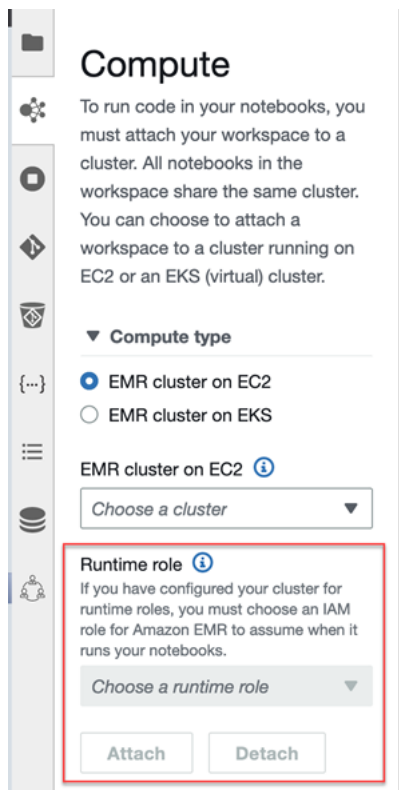 Compute
To run code in your notebooks, you
must attach your workspace to a
cluster. All notebooks in the
workspace share the same cluster.
You can choose to attach a
workspace to a cluster running on
EC2 or an EKS (virtual) cluster.
Compute type
EMR cluster on EC2
EMR cluster on EKS
{...}
EMR cluster on EC2 i
Choose a cluster
Runtime role i
If you have configured your cluster for
runtime roles, you must choose an IAM
role for Amazon EMR to assume when it
runs your notebooks.
Choose a runtime role
Attach Detach